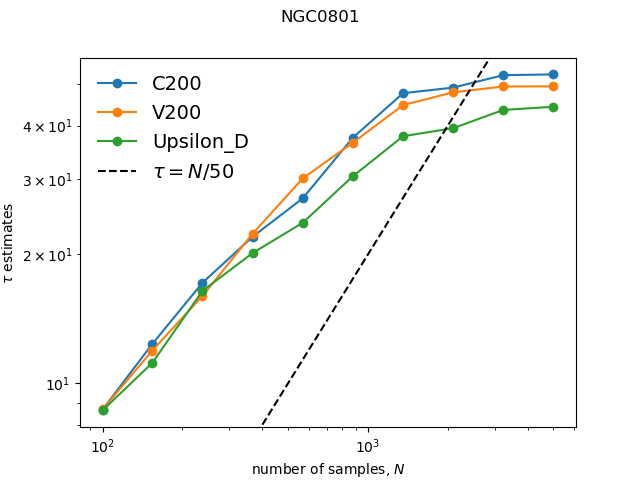 NGC0801
C200
V200
Upsilon_D
τ = N/50
4 × 10¹
3 × 10¹
2 × 10¹
10¹
τ estimates
10² 10³
number of samples, N